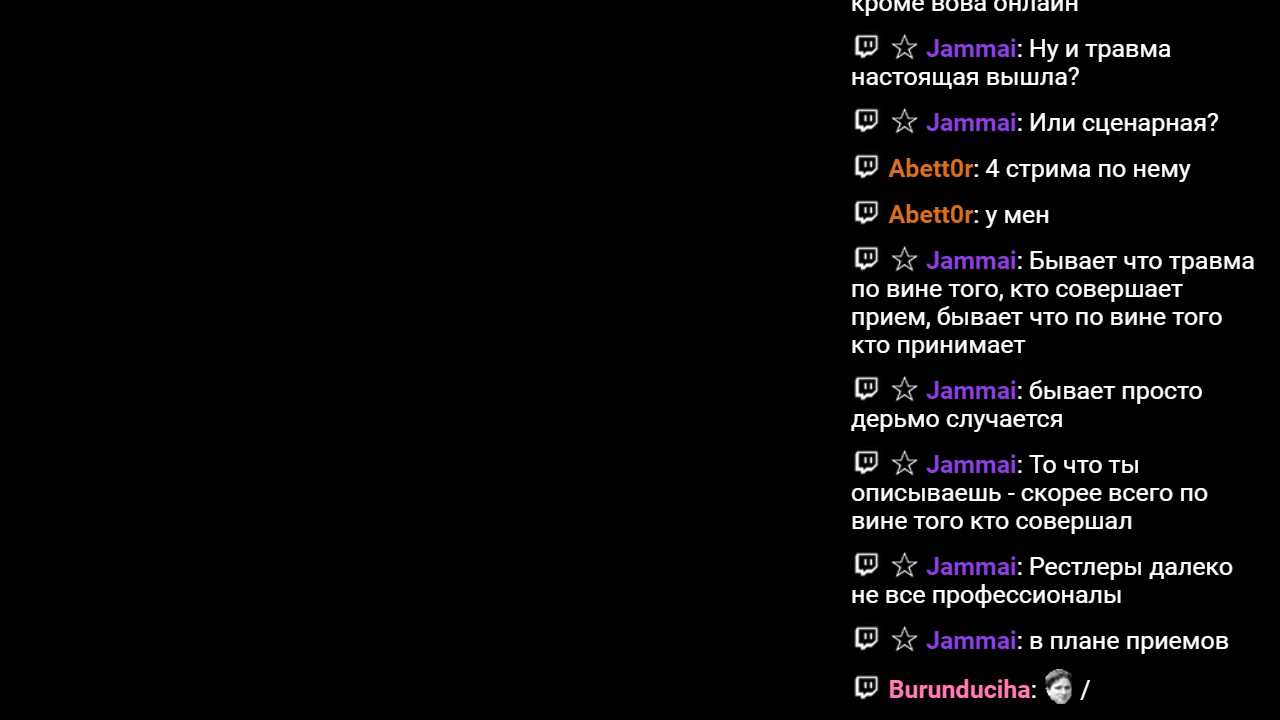 кроме вова онлайн
Jammai: Ну и травма
настоящая вышла?
Jammai: Или сценарная?
Abett0r: 4 стрима по нему
Abett0r: у мен
Jammai: Бывает что травма
по вине того, кто совершает
прием, бывает что по вине того
кто принимает
Jammai: бывает просто
дерьмо случается
Jammai: То что ты
описываешь - скорее всего по
вине того кто совершал
Jammai: Рестлеры далеко
не все профессионалы
Jammai: в плане приемов
Burunduciha: /